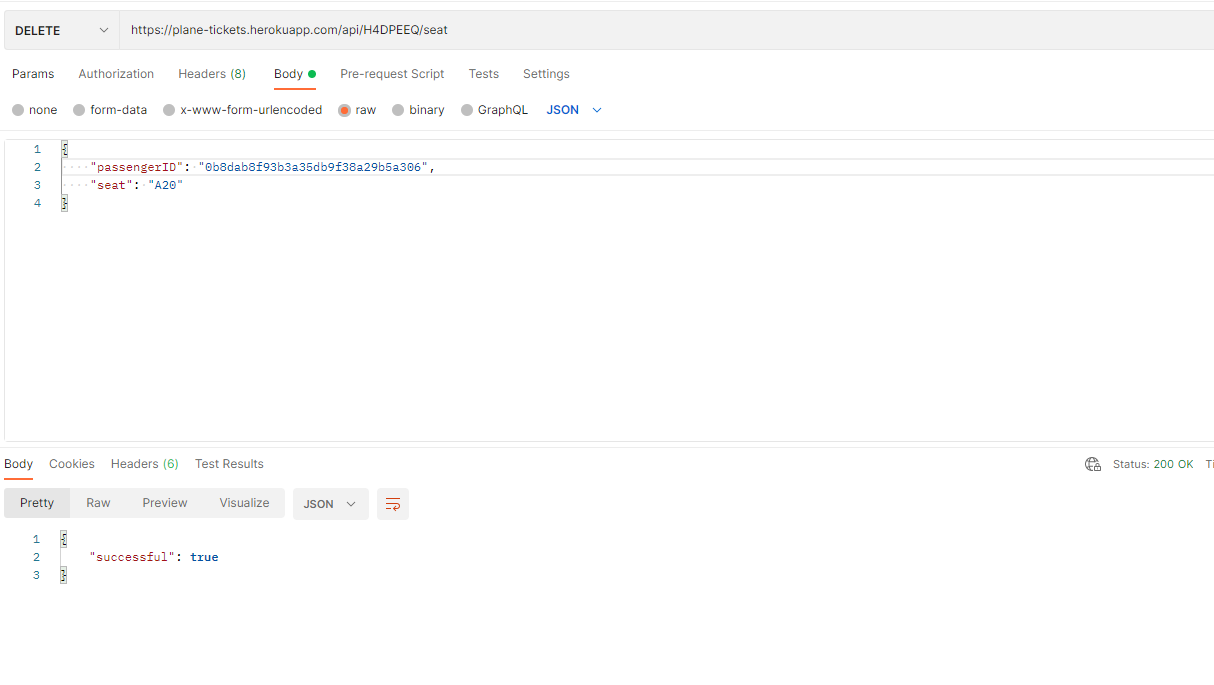 DELETE https://plane-tickets.herokuapp.com/api/H4DPEEQ/seat
Params Authorization Headers (8) Body Pre-request Script Tests Settings
none form-data x-www-form-urlencoded raw binary GraphQL JSON
1 {
2 "passengerID": "0b8dab8f93b3a35db9f38a29b5a306",
3 "seat": "A20"
4 }
Body Cookies Headers (6) Test Results Status: 200 OK Ti
Pretty Raw Preview Visualize JSON
1 {
2 "successful": true
3 }